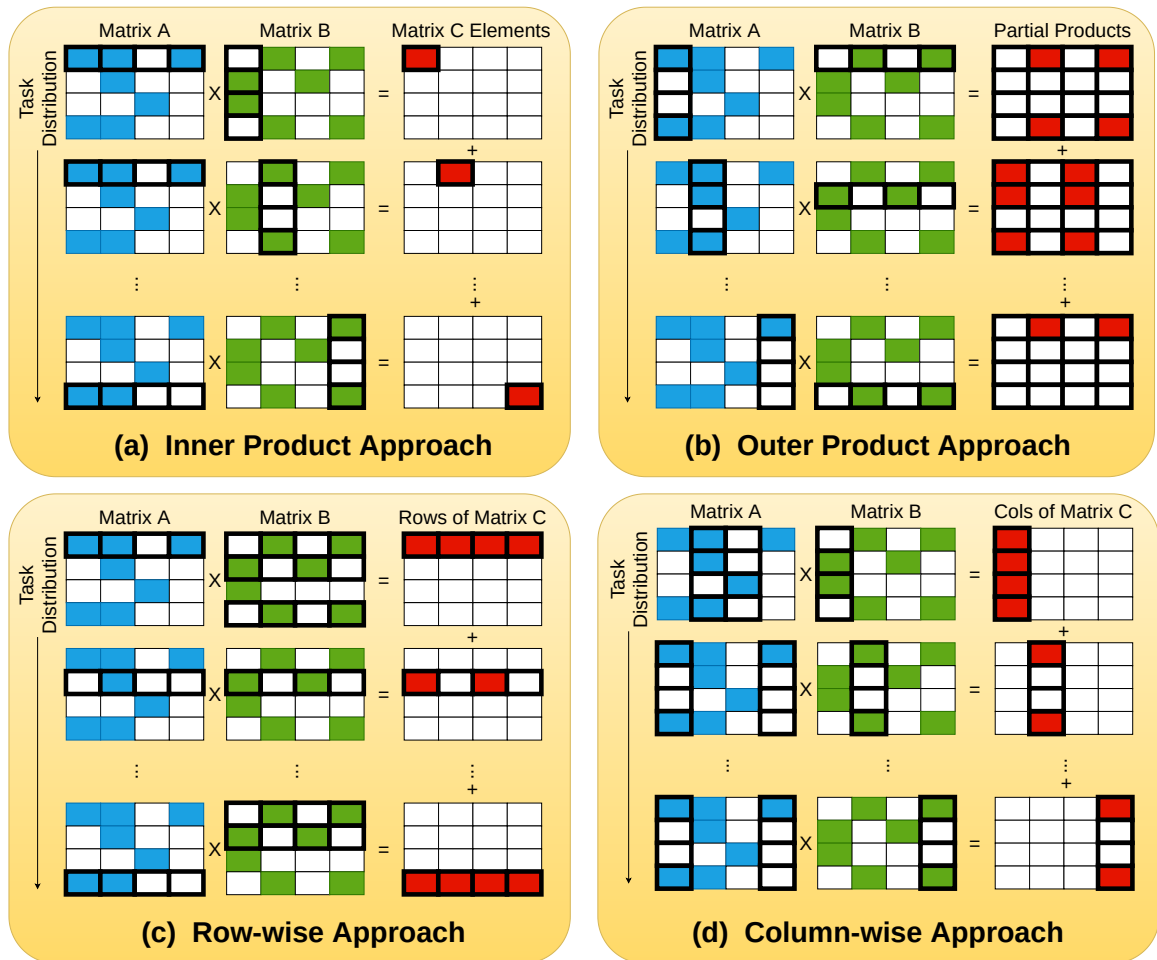 Matrix A Matrix B Matrix C Elements
Task
Distribution
X =
+
X =
⋮ ⋮ ⋮
+
X =
(a) Inner Product Approach
Matrix A Matrix B Partial Products
Task
Distribution
X =
+
X =
⋮ ⋮ ⋮
+
X =
(b) Outer Product Approach
Matrix A Matrix B Rows of Matrix C
Task
Distribution
X =
+
X =
⋮ ⋮ ⋮
+
X =
(c) Row-wise Approach
Matrix A Matrix B Cols of Matrix C
Task
Distribution
X =
+
X =
⋮ ⋮ ⋮
+
X =
(d) Column-wise Approach